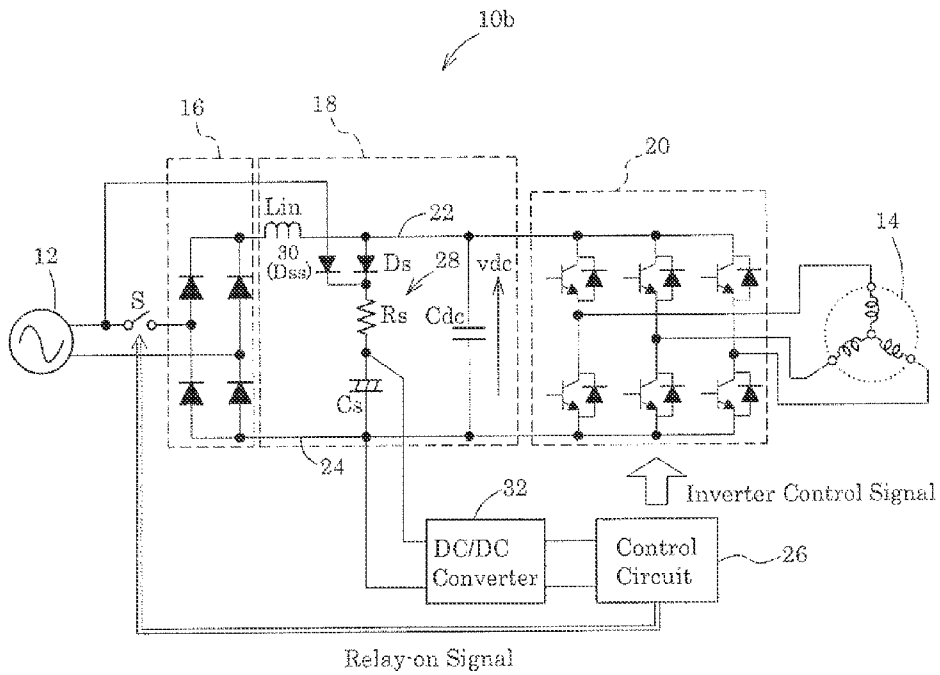 10b
16
18
20
Lin
22
12
30
(Dss)
Ds
28
vdc
14
S
Rs
Cdc
Cs
24
Inverter Control Signal
32
DC/DC
Converter
Control
Circuit
26
Relay-on Signal